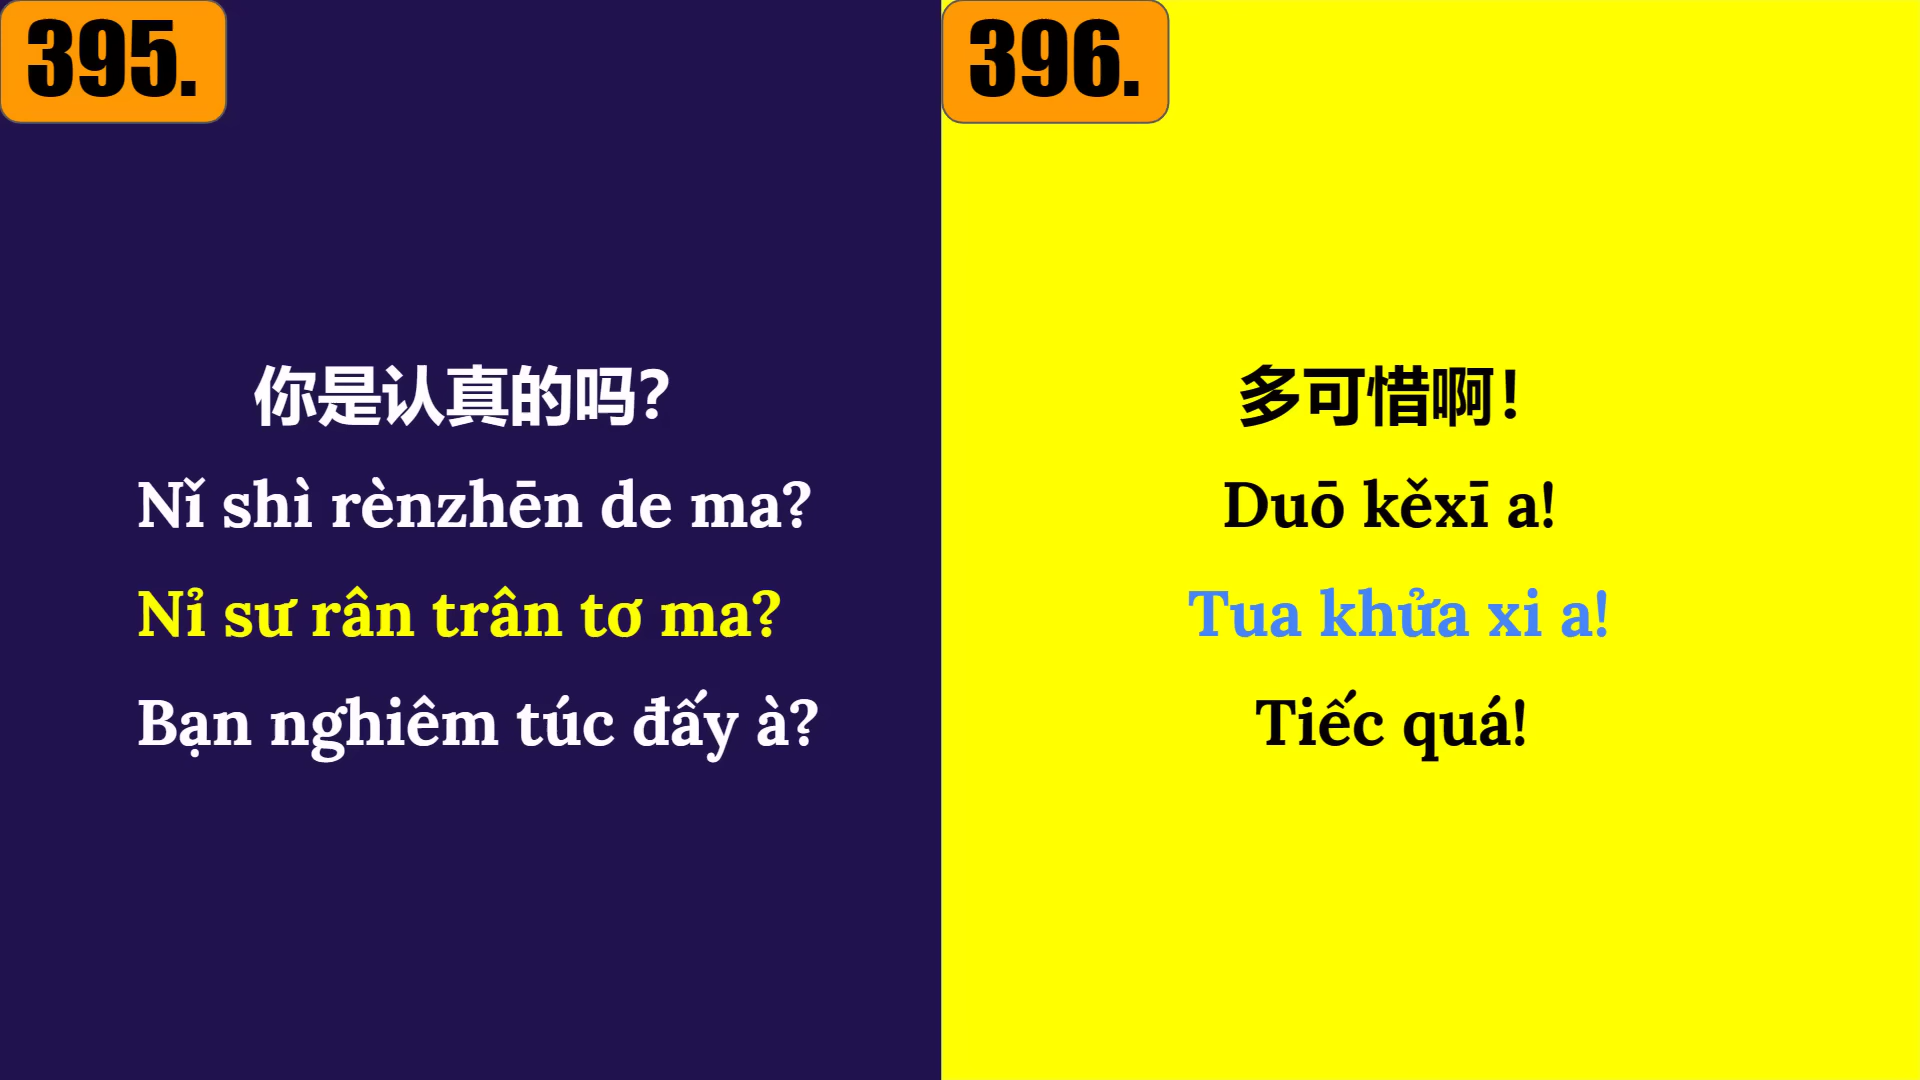 395.
你是认真的吗?
Nǐ shì rènzhēn de ma?
Nỉ sư rân trân tơ ma?
Bạn nghiêm túc đấy à?
396.
多可惜啊!
Duō kěxī a!
Tua khửa xi a!
Tiếc quá!